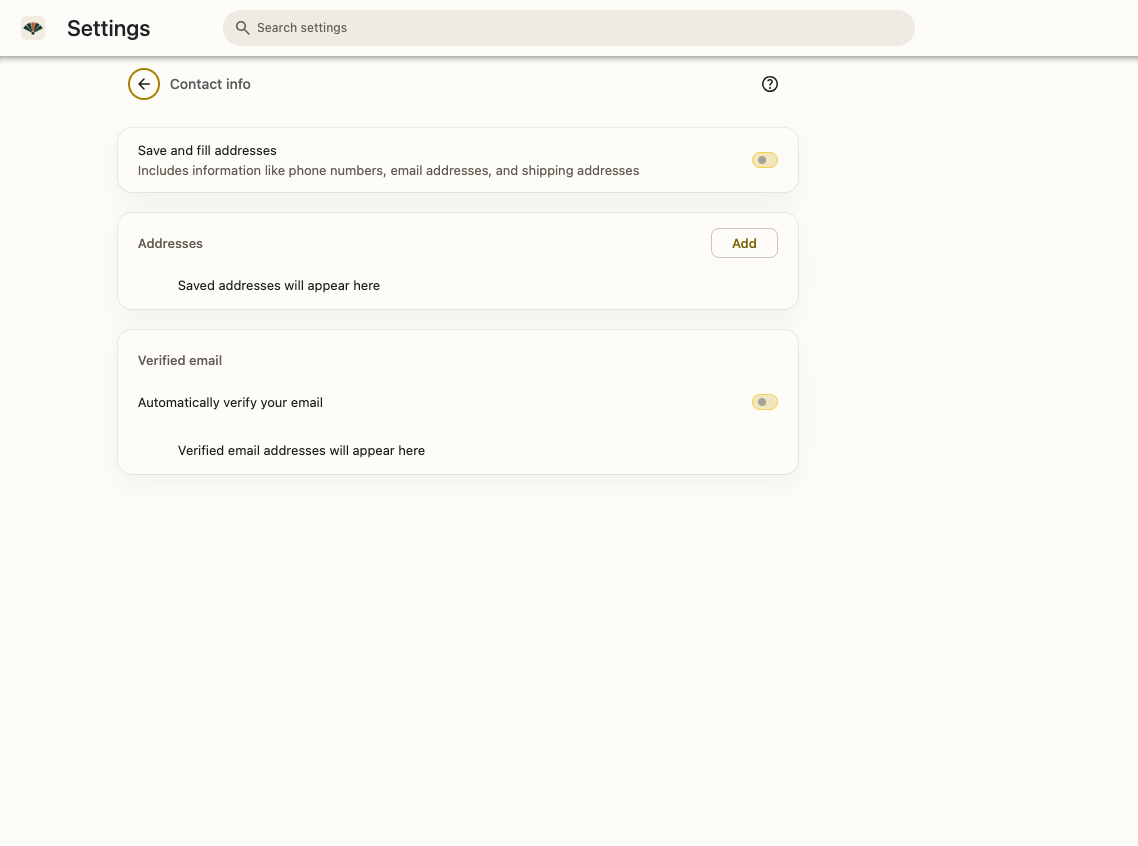 Settings
Search settings
Contact info
Save and fill addresses
Includes information like phone numbers, email addresses, and shipping addresses
Addresses
Add
Saved addresses will appear here
Verified email
Automatically verify your email
Verified email addresses will appear here